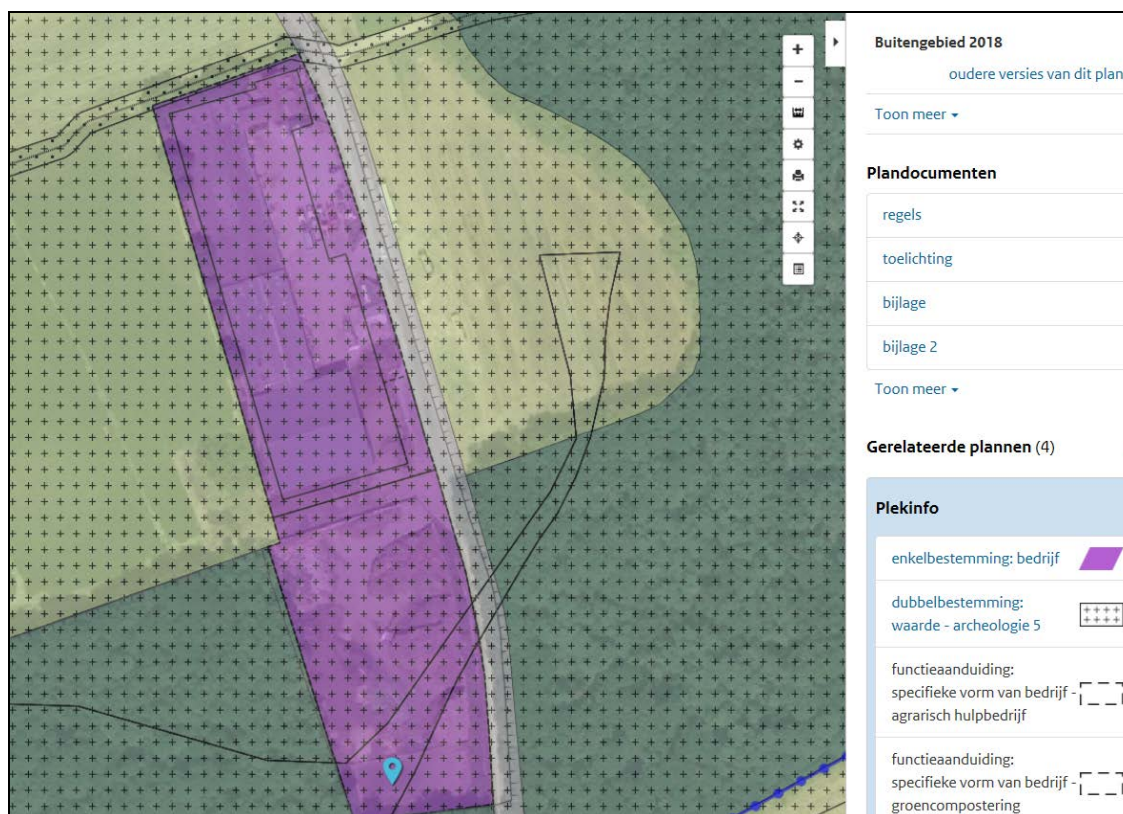 Buitengebied 2018
oudere versies van dit plan
Toon meer
Plandocumenten
regels
toelichting
bijlage
bijlage 2
Toon meer
Gerelateerde plannen (4)
Plekinfo
enkelbestemming: bedrijf
dubbelbestemming:
waarde - archeologie 5
functieaanduiding:
specifieke vorm van bedrijf -
agrarisch hulpbedrijf
functieaanduiding:
specifieke vorm van bedrijf -
groencompostering